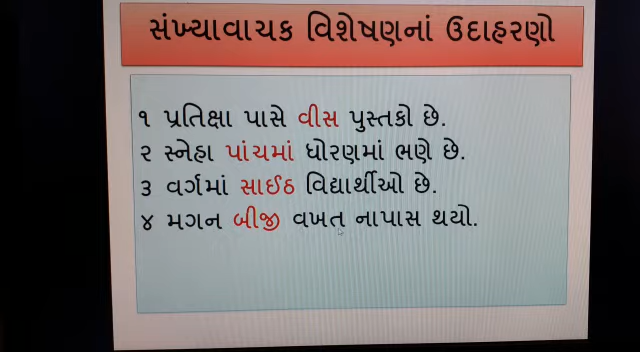 સંખ્યાવાચક વિશેષણનાં ઉદાહરણો
૧ પ્રતિક્ષા પાસે વીસ પુસ્તકો છે.
૨ સ્નેહા પાંચમાં ધોરણમાં ભણે છે.
૩ વર્ગમાં સાઈઠ વિદ્યાર્થીઓ છે.
૪ મગન બીજી વખત નાપાસ થયો.